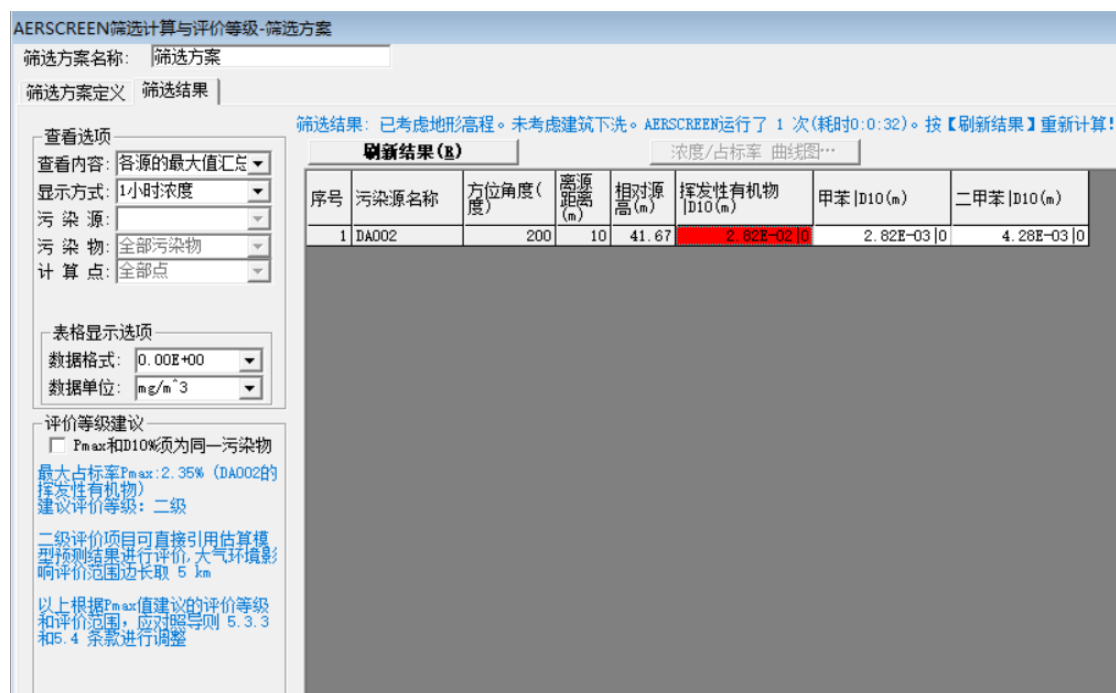 AERSCREEN筛选计算与评价等级-筛选方案
筛选方案名称: 筛选方案
筛选方案定义 筛选结果
筛选结果: 已考虑地形高程。未考虑建筑下洗。AERSCREEN运行了 1 次(耗时0:0:32)。按【刷新结果】重新计算!
查看选项
查看内容: 各源的最大值汇总
显示方式: 1小时浓度
污 染 源:
污 染 物: 全部污染物
计 算 点: 全部点
表格显示选项
数据格式: 0.00E+00
数据单位: mg/m^3
评价等级建议
Pmax和D10%须为同一污染物
最大占标率Pmax:2.35% (DA002的
挥发性有机物)
建议评价等级: 二级
二级评价项目可直接引用估算模
型预测结果进行评价,大气环境影
响评价范围边长取 5 km
以上根据Pmax值建议的评价等级
和评价范围, 应对照导则 5.3.3
和5.4 条款进行调整
刷新结果(R) 浓度/占标率 曲线图…
序号 污染源名称 方位角度(度) 离源距离(m) 相对源高(m) 挥发性有机物|D10(m) 甲苯|D10(m) 二甲苯|D10(m)
1 DA002 200 10 41.67 2.82E-02|0 2.82E-03|0 4.28E-03|0